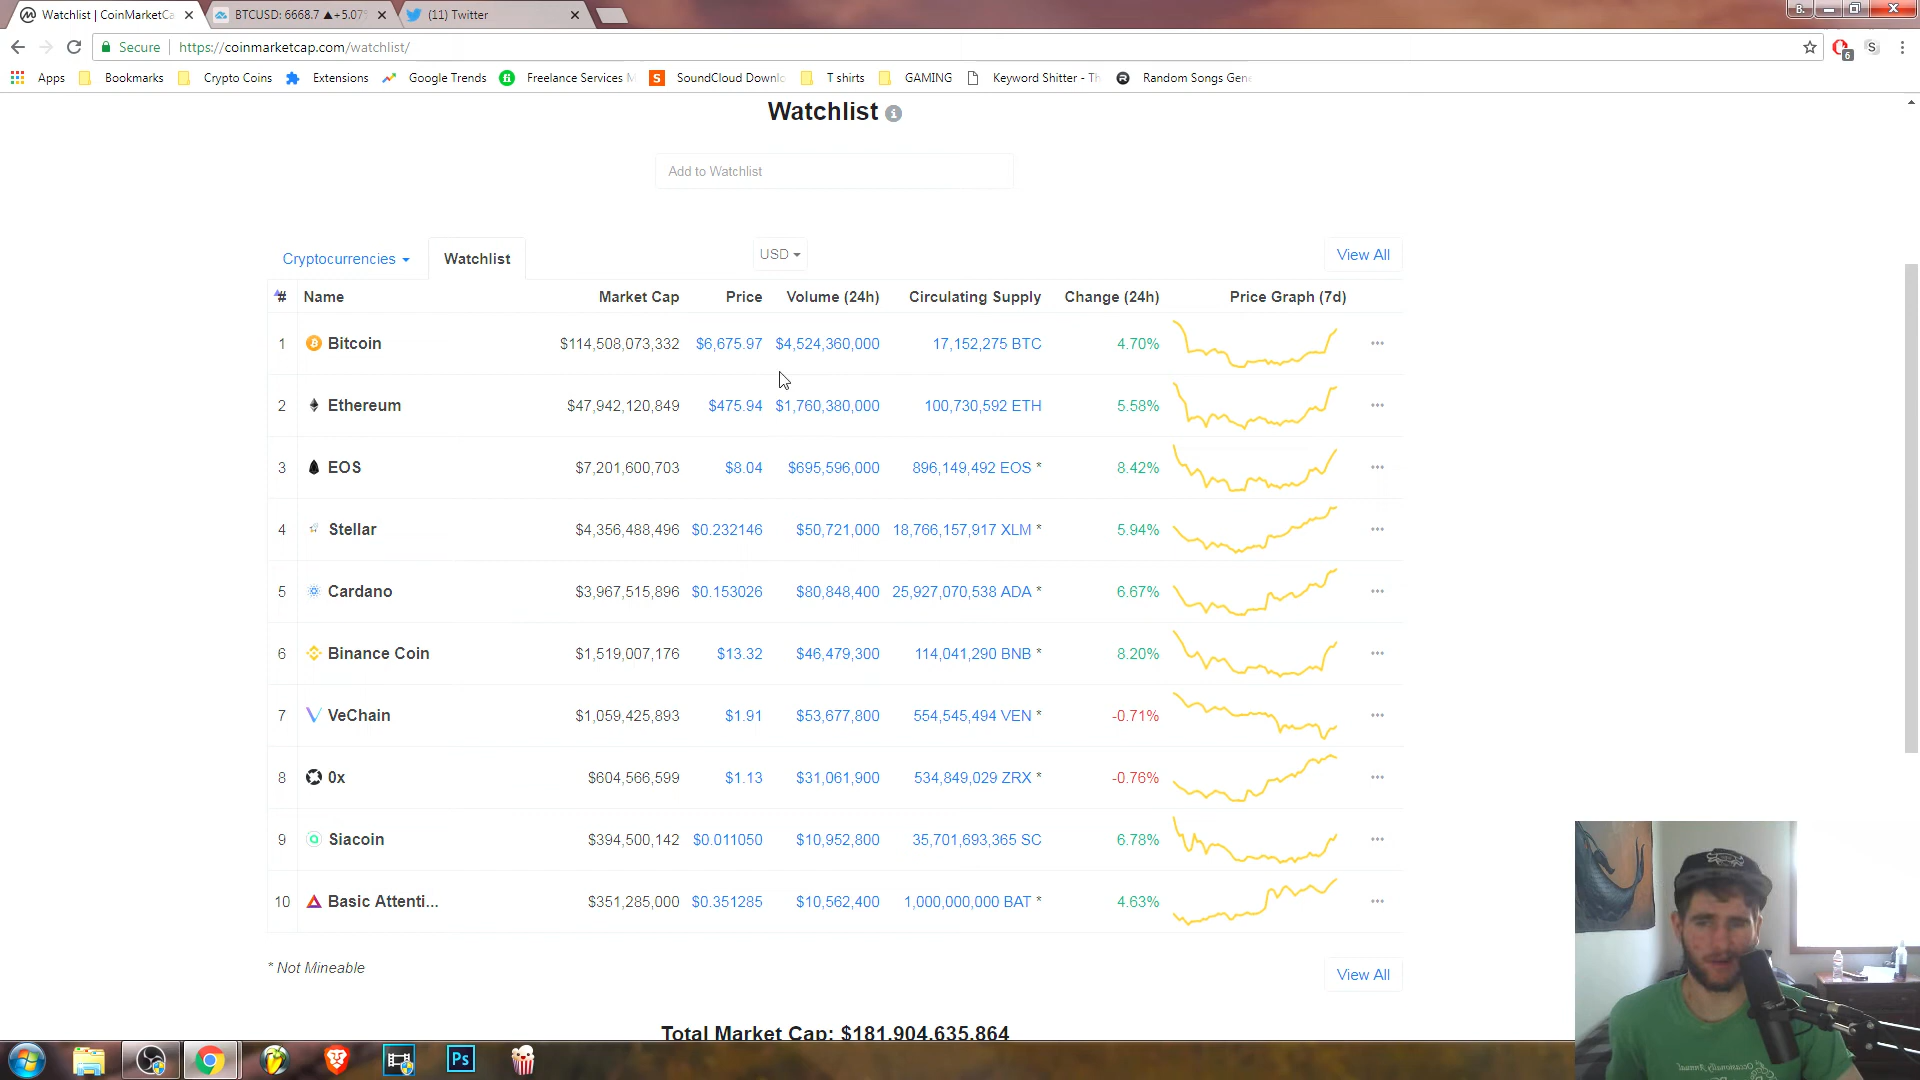 Watchlist | CoinMarketCa
BTCUSD: 6668.7 ▲+5.07%
(11) Twitter
B.
Secure
https://coinmarketcap.com/watchlist/
6
S
Apps
Bookmarks
Crypto Coins
Extensions
Google Trends
Freelance Services M
SoundCloud Downlo
T shirts
GAMING
Keyword Shitter - Th
Random Songs Gene
Watchlist
Add to Watchlist
Cryptocurrencies
Watchlist
USD
View All
# Name Market Cap Price Volume (24h) Circulating Supply Change (24h) Price Graph (7d)
1 Bitcoin $114,508,073,332 $6,675.97 $4,524,360,000 17,152,275 BTC 4.70%
2 Ethereum $47,942,120,849 $475.94 $1,760,380,000 100,730,592 ETH 5.58%
3 EOS $7,201,600,703 $8.04 $695,596,000 896,149,492 EOS * 8.42%
4 Stellar $4,356,488,496 $0.232146 $50,721,000 18,766,157,917 XLM * 5.94%
5 Cardano $3,967,515,896 $0.153026 $80,848,400 25,927,070,538 ADA * 6.67%
6 Binance Coin $1,519,007,176 $13.32 $46,479,300 114,041,290 BNB * 8.20%
7 VeChain $1,059,425,893 $1.91 $53,677,800 554,545,494 VEN * -0.71%
8 0x $604,566,599 $1.13 $31,061,900 534,849,029 ZRX * -0.76%
9 Siacoin $394,500,142 $0.011050 $10,952,800 35,701,693,365 SC 6.78%
10 Basic Attenti... $351,285,000 $0.351285 $10,562,400 1,000,000,000 BAT * 4.63%
* Not Mineable
View All
Total Market Cap: $181,904,635,864
Ps